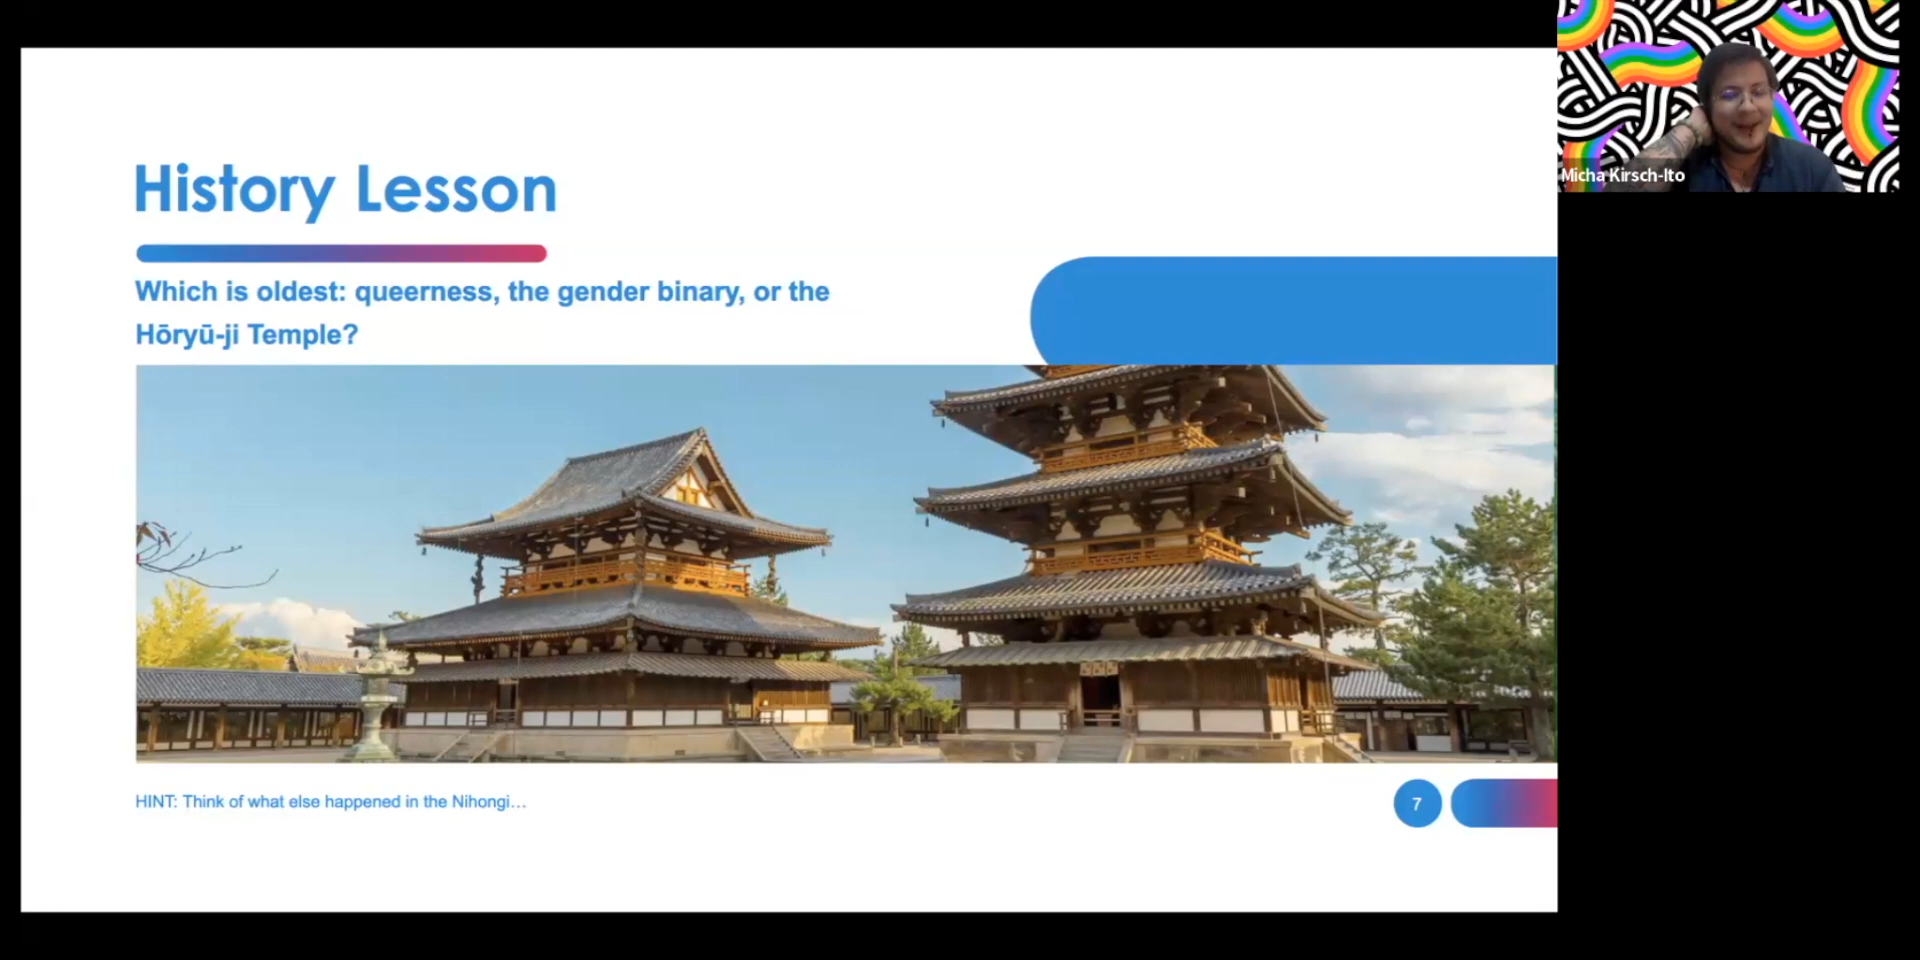 History Lesson
Which is oldest: queerness, the gender binary, or the
Hōryū-ji Temple?
HINT: Think of what else happened in the Nihongi...
7
Micha Kirsch-Ito